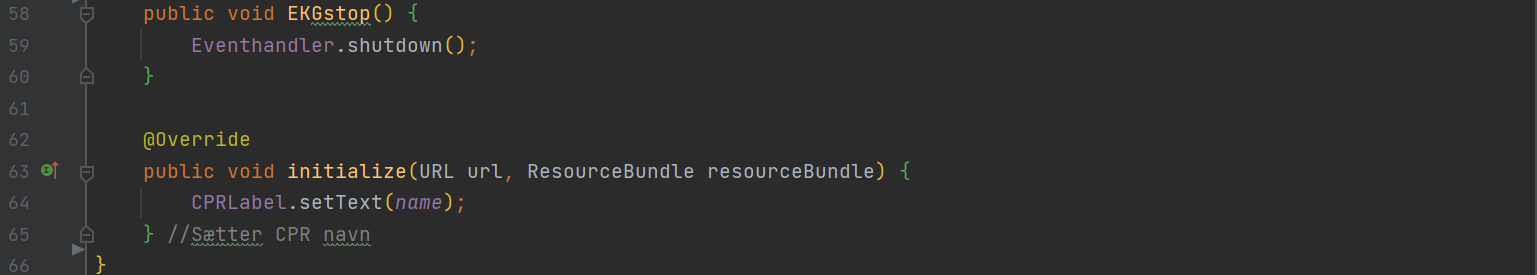 58 public void EKGstop() {
59 Eventhandler.shutdown();
60 }
61
62 @Override
63 public void initialize(URL url, ResourceBundle resourceBundle) {
64 CPRLabel.setText(name);
65 } //Sætter CPR navn
66 }